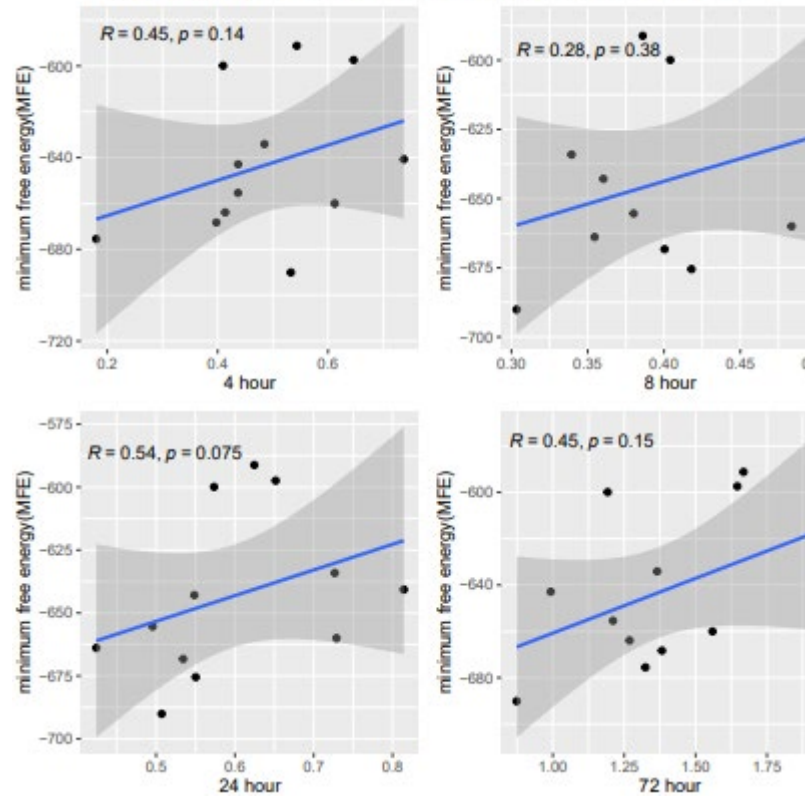 R = 0.45, p = 0.14
minimum free energy(MFE)
−600
−640
−680
−720
0.2 0.4 0.6
4 hour
R = 0.28, p = 0.38
minimum free energy(MFE)
−600
−625
−650
−675
−700
0.30 0.35 0.40 0.45
8 hour
R = 0.54, p = 0.075
minimum free energy(MFE)
−575
−600
−625
−650
−675
−700
0.5 0.6 0.7 0.8
24 hour
R = 0.45, p = 0.15
minimum free energy(MFE)
−600
−640
−680
1.00 1.25 1.50 1.75
72 hour